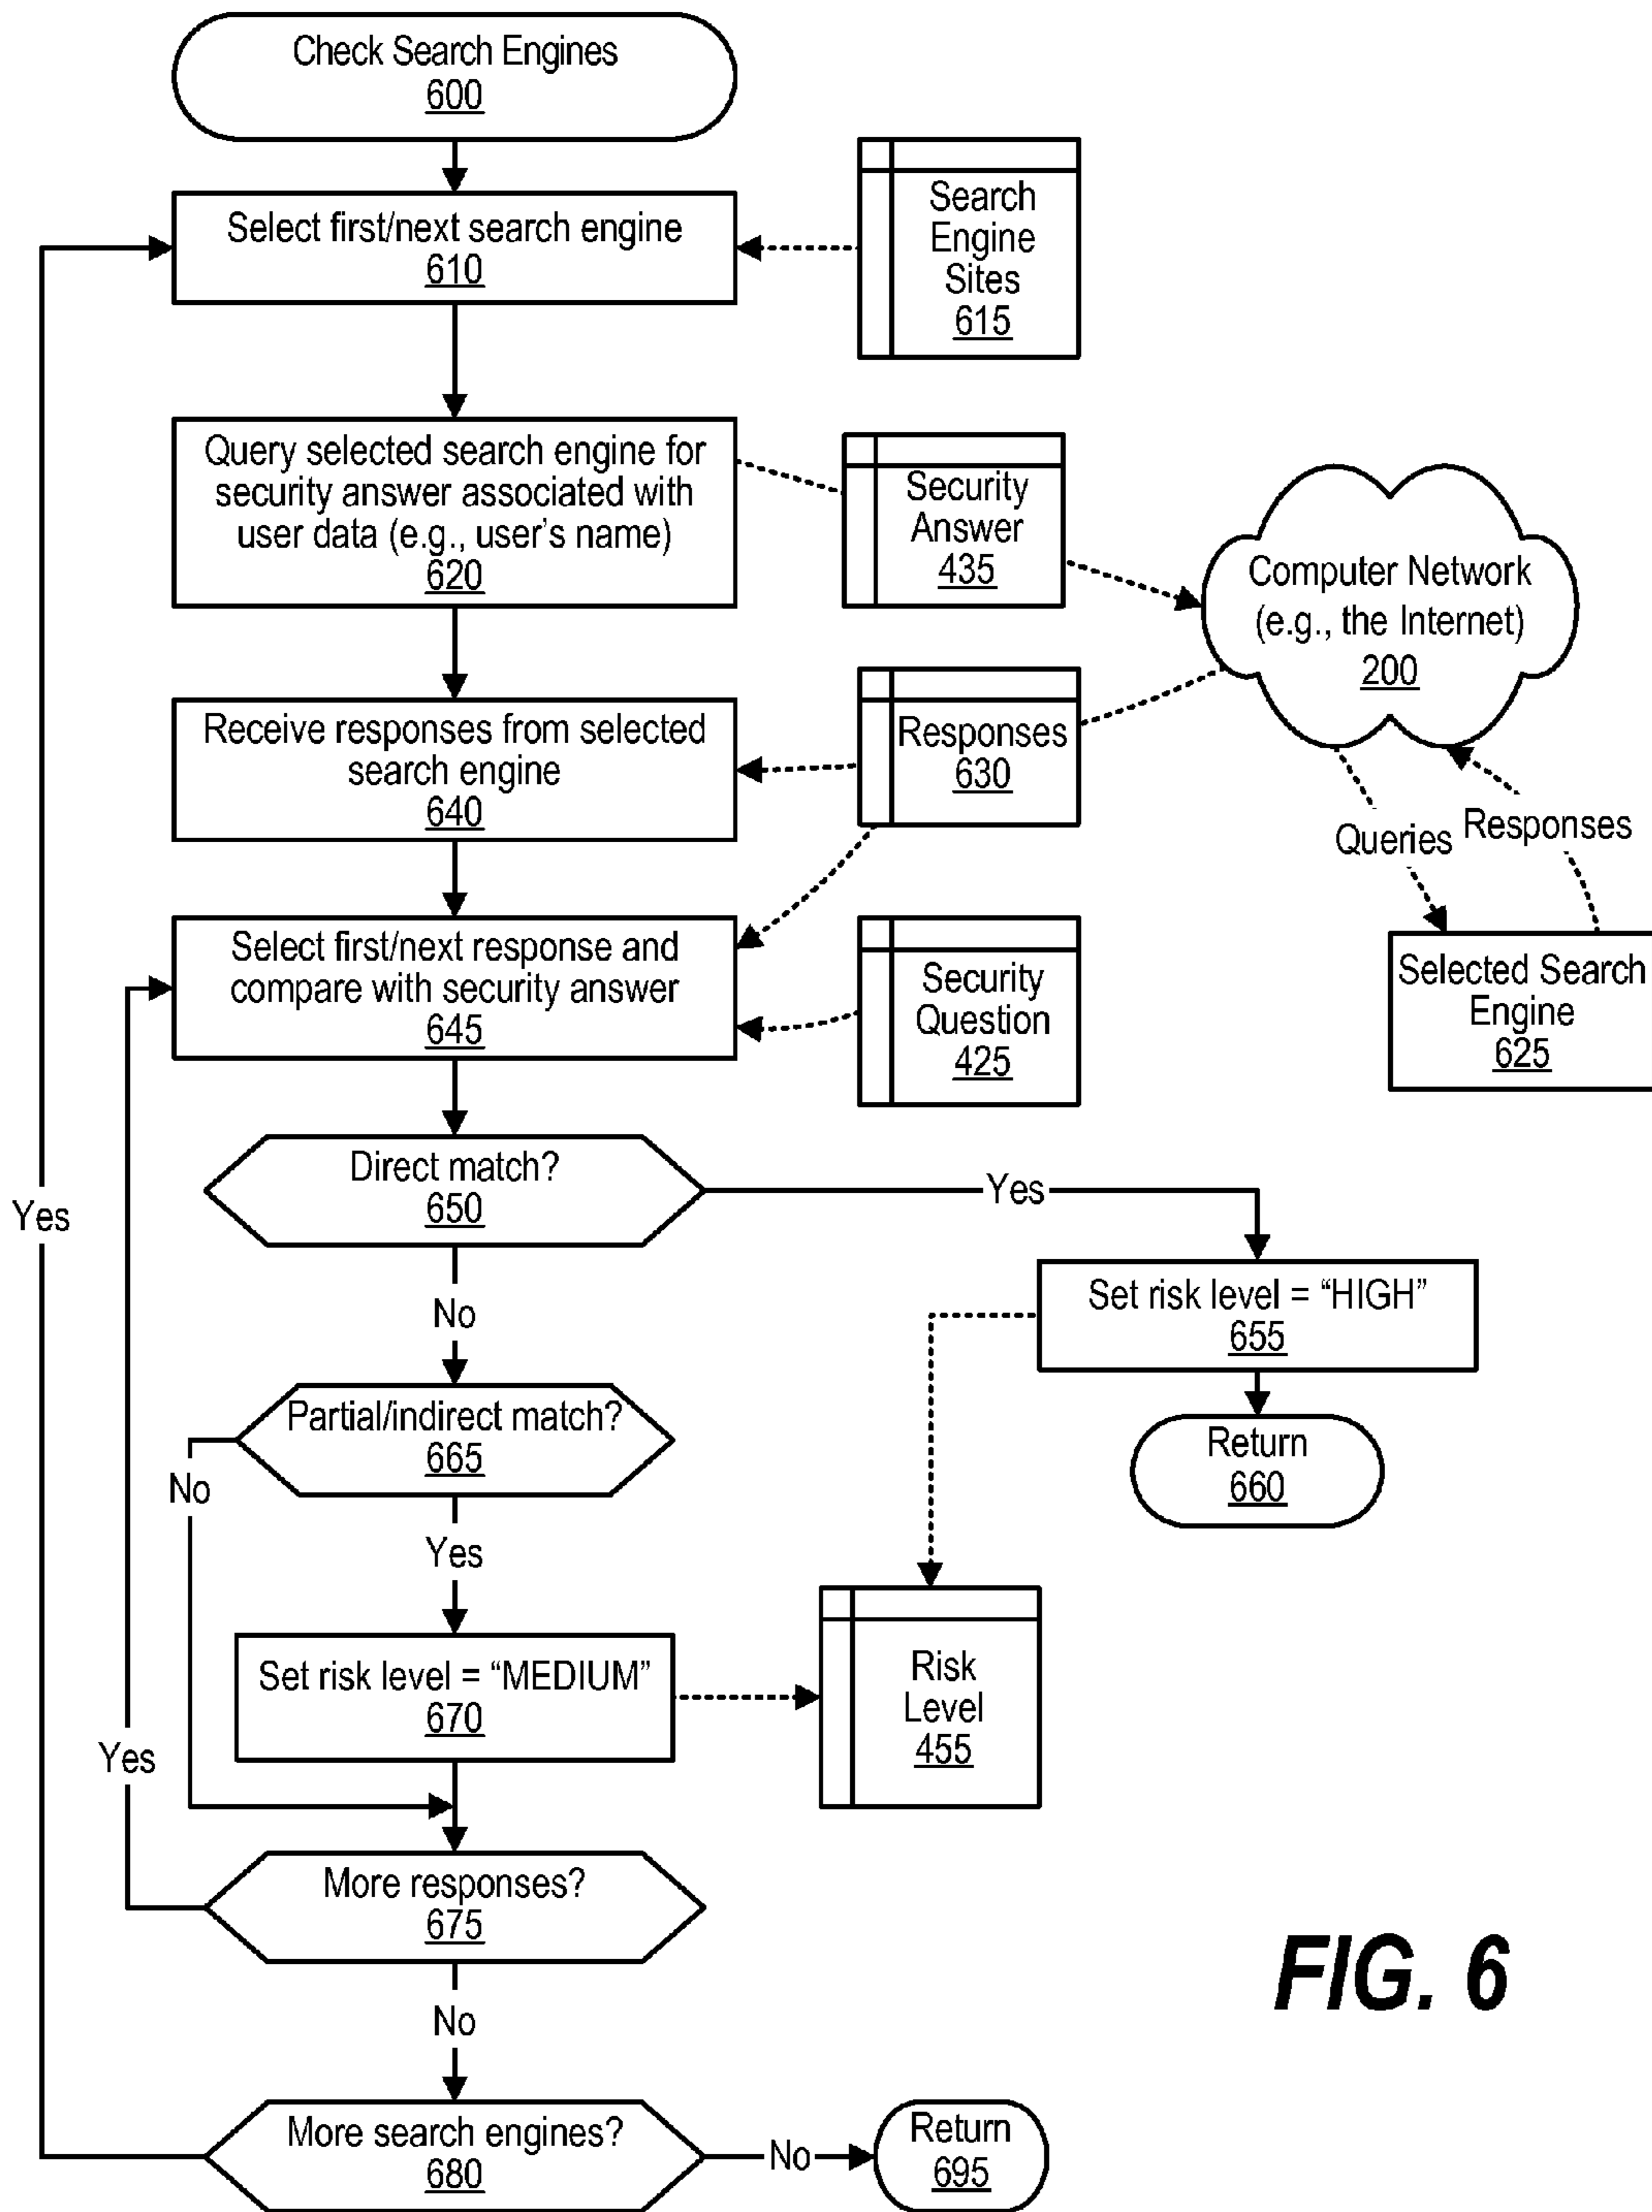 Check Search Engines
600
Select first/next search engine
610
Search
Engine
Sites
615
Query selected search engine for
security answer associated with
user data (e.g., user's name)
620
Security
Answer
435
Computer Network
(e.g., the Internet)
200
Receive responses from selected
search engine
640
Responses
630
Queries
Responses
Select first/next response and
compare with security answer
645
Security
Question
425
Selected Search
Engine
625
Direct match?
650
Yes
Yes
No
Set risk level = “HIGH”
655
Partial/indirect match?
665
No
Return
660
Yes
Set risk level = “MEDIUM”
670
Risk
Level
455
Yes
More responses?
675
FIG. 6
No
More search engines?
680
No
Return
695